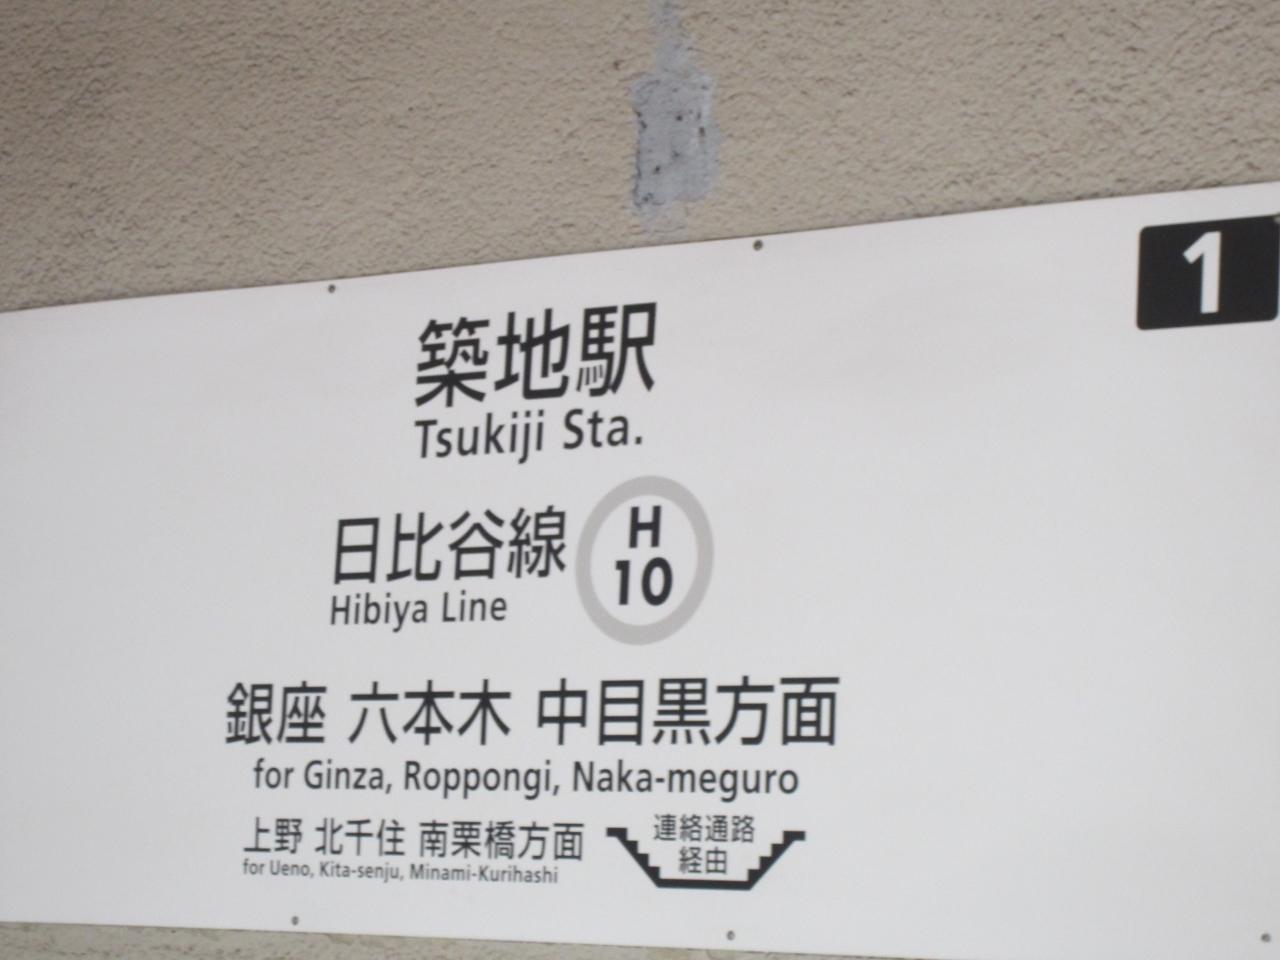 1
築地駅
Tsukiji Sta.
日比谷線
Hibiya Line
H
10
銀座 六本木 中目黒方面
for Ginza, Roppongi, Naka-meguro
上野 北千住 南栗橋方面
for Ueno, Kita-senju, Minami-Kurihashi
連絡通路
経由